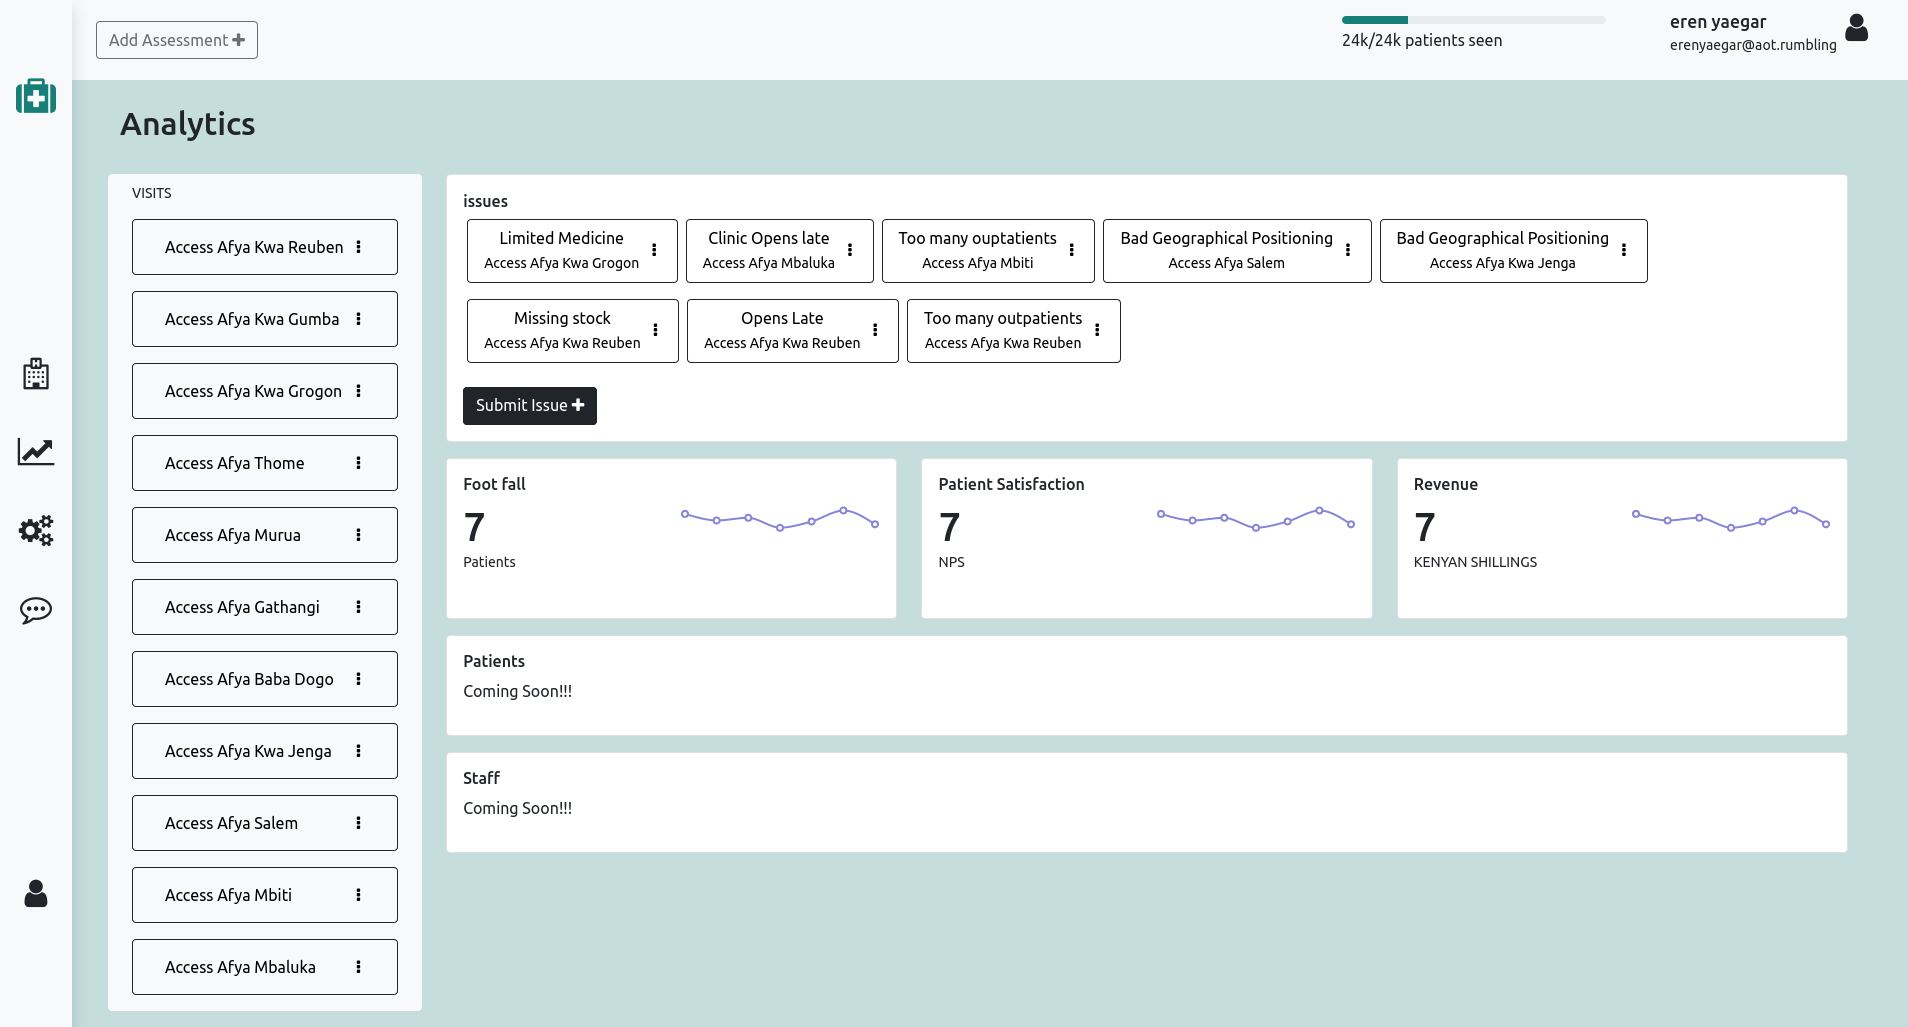 Add Assessment
24k/24k patients seen
eren yaegar
erenyaegar@aot.rumbling
Analytics
VISITS
Access Afya Kwa Reuben
Access Afya Kwa Gumba
Access Afya Kwa Grogon
Access Afya Thome
Access Afya Murua
Access Afya Gathangi
Access Afya Baba Dogo
Access Afya Kwa Jenga
Access Afya Salem
Access Afya Mbiti
Access Afya Mbaluka
issues
Limited Medicine
Access Afya Kwa Grogon
Clinic Opens late
Access Afya Mbaluka
Too many ouptatients
Access Afya Mbiti
Bad Geographical Positioning
Access Afya Salem
Bad Geographical Positioning
Access Afya Kwa Jenga
Missing stock
Access Afya Kwa Reuben
Opens Late
Access Afya Kwa Reuben
Too many outpatients
Access Afya Kwa Reuben
Submit Issue
Foot fall
7
Patients
Patient Satisfaction
7
NPS
Revenue
7
KENYAN SHILLINGS
Patients
Coming Soon!!!
Staff
Coming Soon!!!